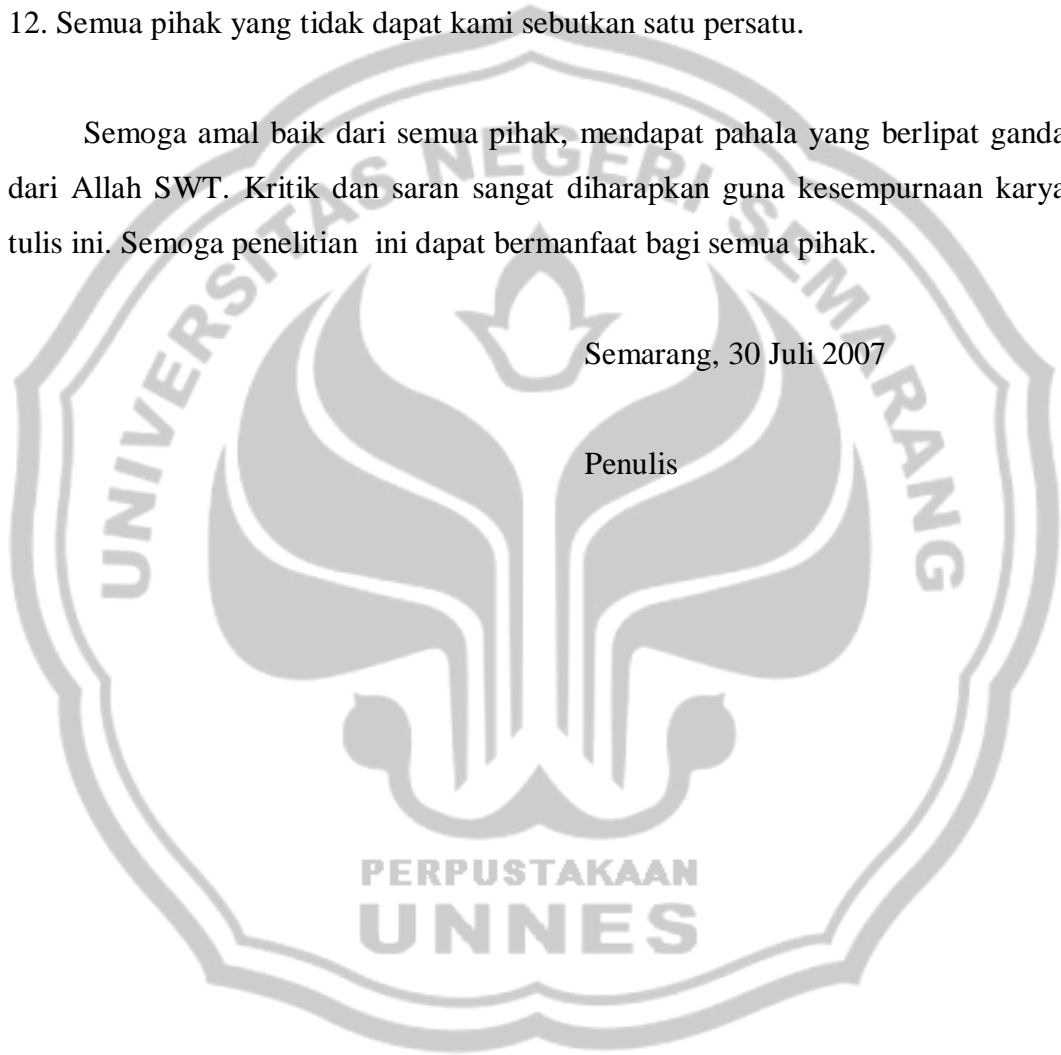 12. Semua pihak yang tidak dapat kami sebutkan satu persatu.
Semoga amal baik dari semua pihak, mendapat pahala yang berlipat ganda
dari Allah SWT. Kritik dan saran sangat diharapkan guna kesempurnaan karya
tulis ini. Semoga penelitian ini dapat bermanfaat bagi semua pihak.
Semarang, 30 Juli 2007
Penulis
UNIVERSITAS NEGERI SEMARANG
PERPUSTAKAAN
UNNES